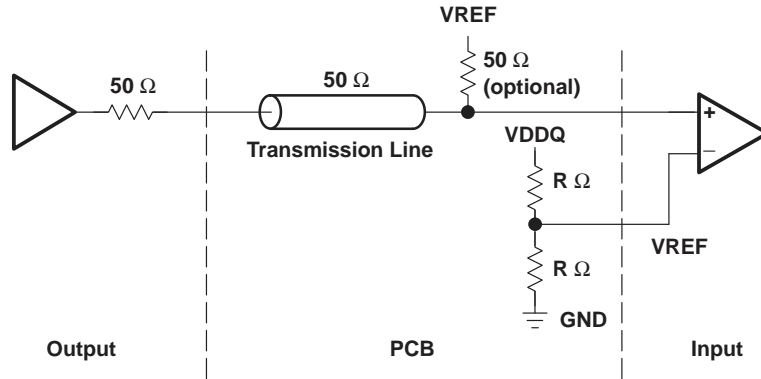 VREF
50 Ω
50 Ω
50 Ω
(optional)
+
Transmission Line
VDDQ
−
R Ω
VREF
R Ω
GND
Output
PCB
Input